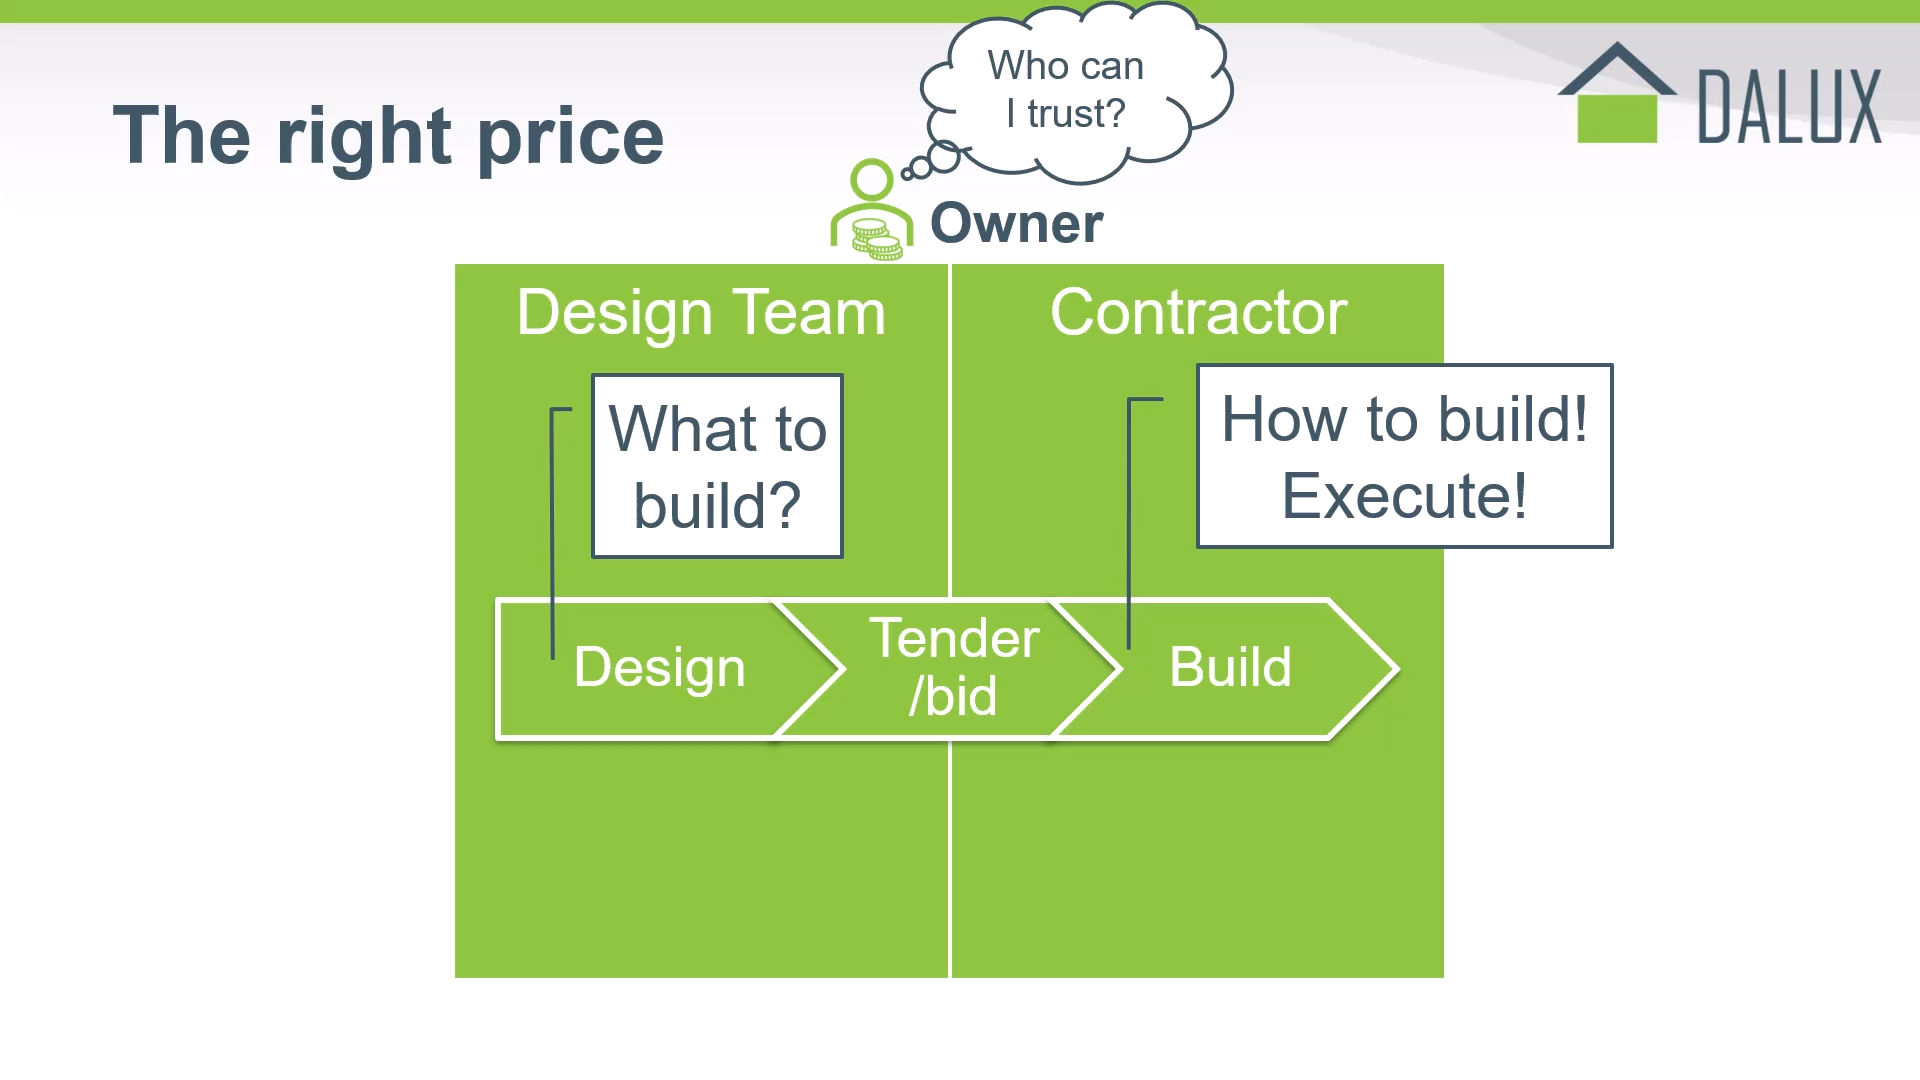 Who can
I trust?
The right price
DALUX
Owner
Design Team
Contractor
What to
build?
How to build!
Execute!
Design
Tender
/bid
Build